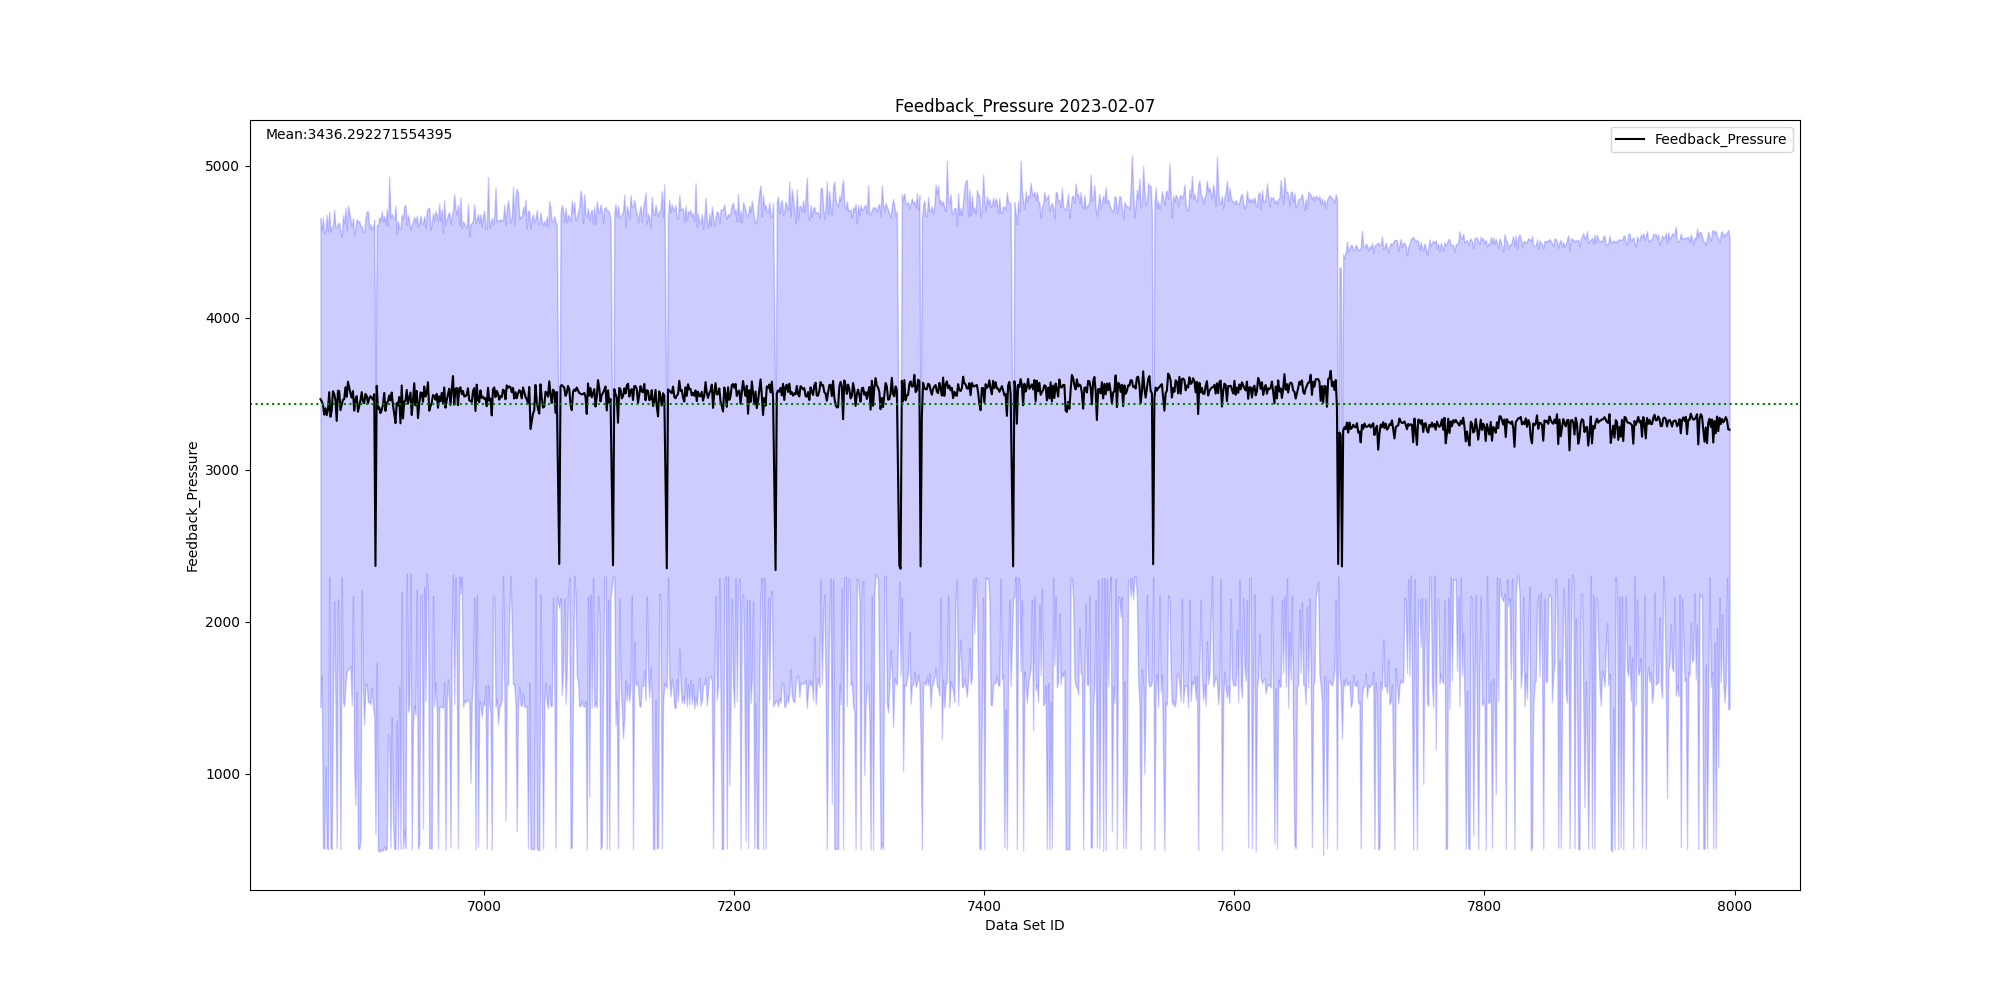 Feedback_Pressure 2023-02-07
Mean:3436.292271554395
Feedback_Pressure
5000
4000
3000
2000
1000
Feedback_Pressure
7000
7200
7400
7600
7800
8000
Data Set ID